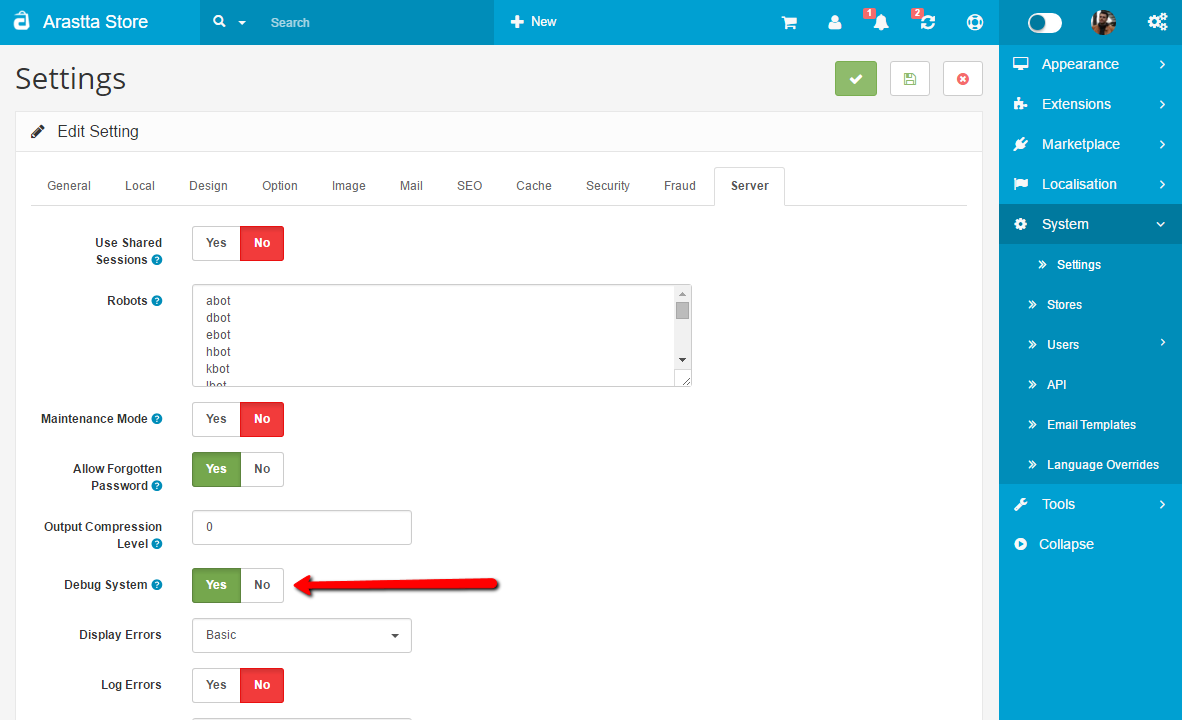 Arastta Store
Search
New
1
2
Settings
Edit Setting
General
Local
Design
Option
Image
Mail
SEO
Cache
Security
Fraud
Server
Use Shared
Sessions ?
Yes
No
Robots ?
abot
dbot
ebot
hbot
kbot
lbot
Maintenance Mode ?
Yes
No
Allow Forgotten
Password ?
Yes
No
Output Compression
Level ?
0
Debug System ?
Yes
No
Display Errors
Basic
Log Errors
Yes
No
Appearance
Extensions
Marketplace
Localisation
System
Settings
Stores
Users
API
Email Templates
Language Overrides
Tools
Collapse